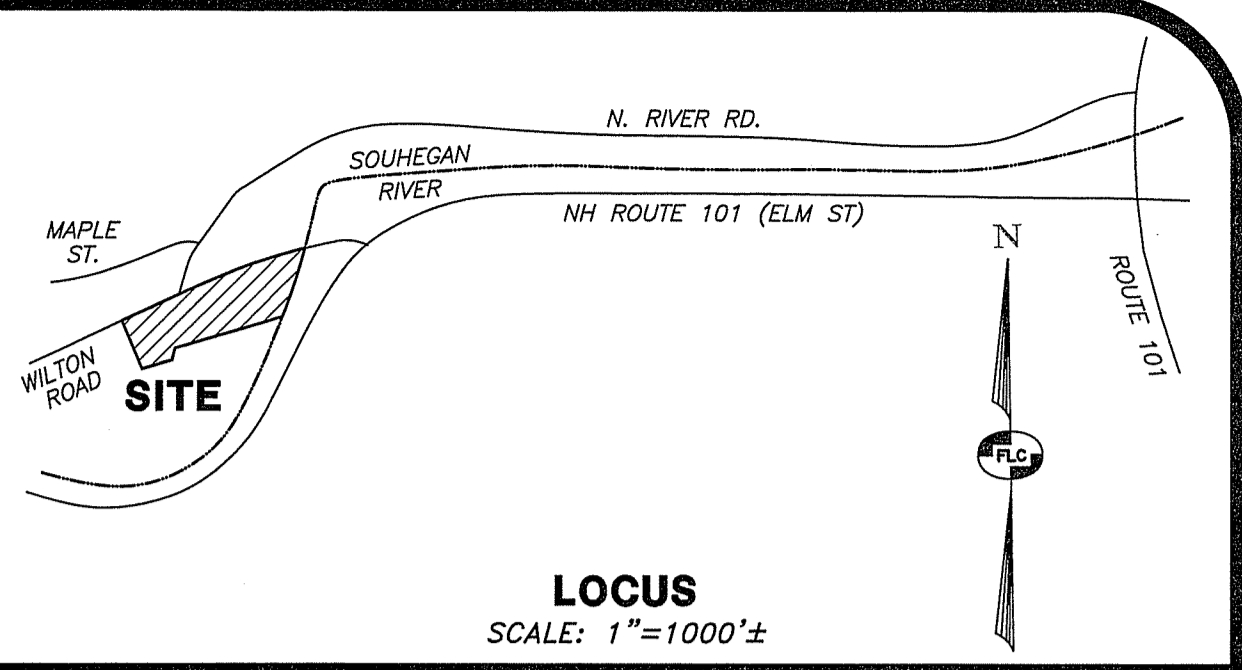 N. RIVER RD.
SOUHEGAN
RIVER
NH ROUTE 101 (ELM ST)
MAPLE
ST.
N
ROUTE 101
WILTON
ROAD
SITE
FLC
LOCUS
SCALE: 1"=1000'±